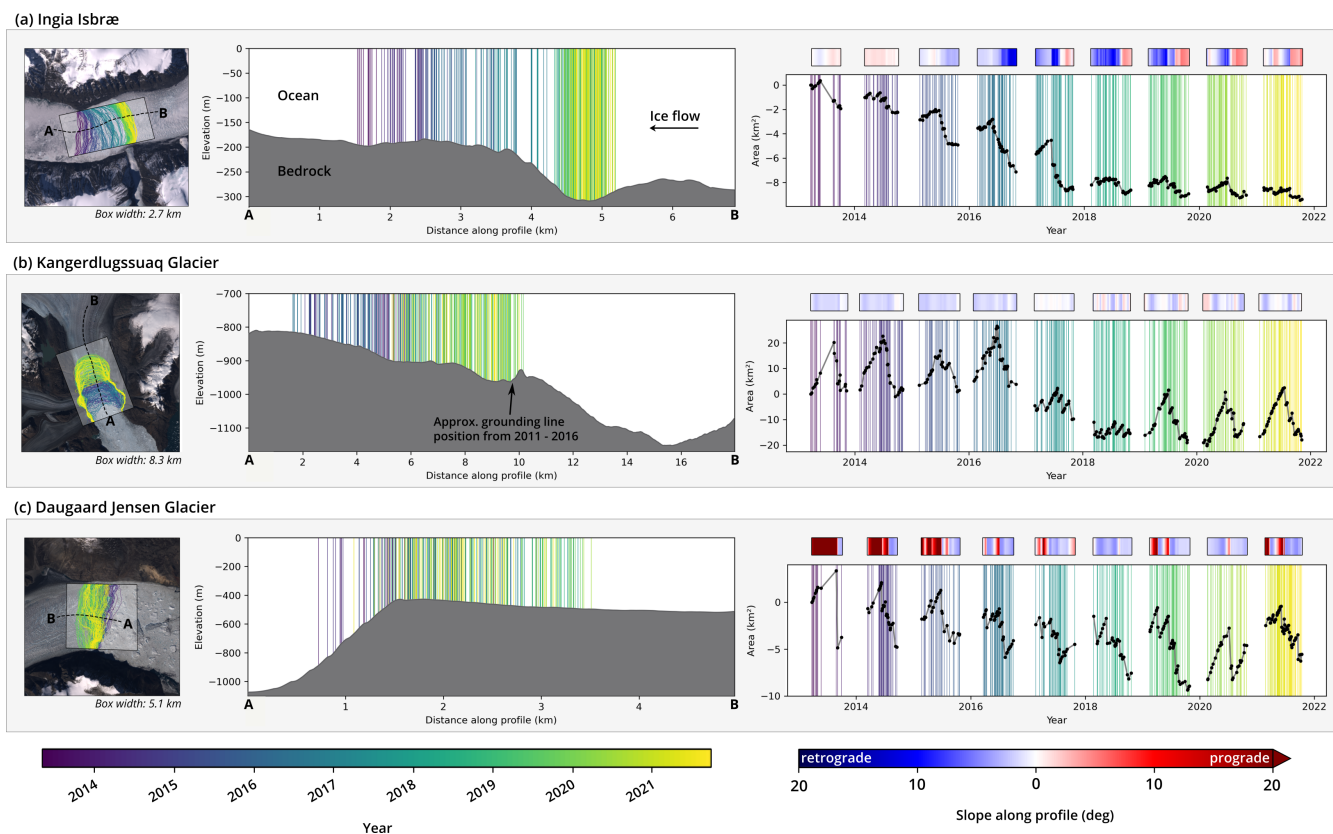 (a) Ingia Isbræ
A
B
Box width: 2.7 km
Elevation (m)
0
−50
−100
−150
−200
−250
−300
Ocean
Bedrock
Ice flow
A
1
2
3
4
5
6
B
Distance along profile (km)
Area (km²)
0
−2
−4
−6
−8
2014
2016
2018
2020
2022
Year
(b) Kangerdlugssuaq Glacier
B
A
Box width: 8.3 km
Elevation (m)
−700
−800
−900
−1000
−1100
Approx. grounding line
position from 2011 - 2016
A
2
4
6
8
10
12
14
16
B
Distance along profile (km)
Area (km²)
20
10
0
−10
−20
2014
2016
2018
2020
2022
Year
(c) Daugaard Jensen Glacier
B
A
Box width: 5.1 km
Elevation (m)
0
−200
−400
−600
−800
−1000
A
1
2
3
4
B
Distance along profile (km)
Area (km²)
0
−5
−10
2014
2016
2018
2020
2022
Year
2014
2015
2016
2017
2018
2019
2020
2021
Year
retrograde
prograde
20
10
0
10
20
Slope along profile (deg)